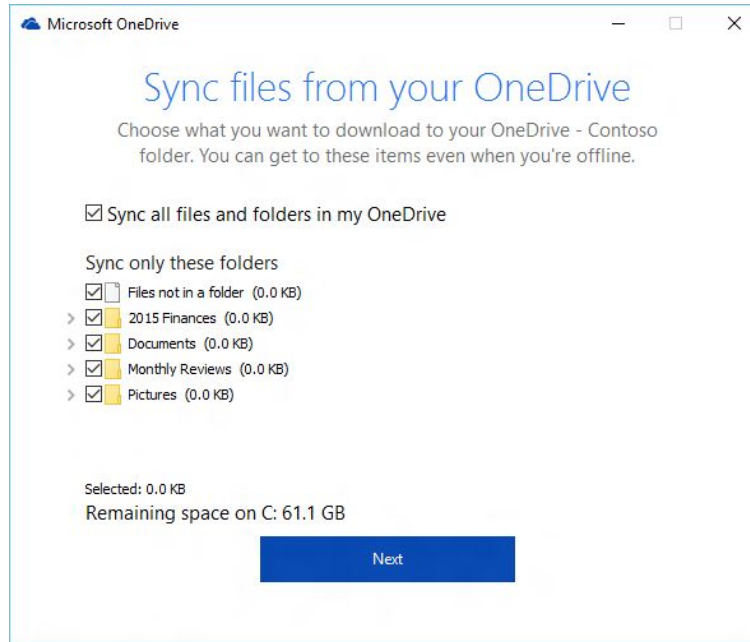 Microsoft OneDrive
Sync files from your OneDrive
Choose what you want to download to your OneDrive - Contoso
folder. You can get to these items even when you're offline.
Sync all files and folders in my OneDrive
Sync only these folders
Files not in a folder (0.0 KB)
2015 Finances (0.0 KB)
Documents (0.0 KB)
Monthly Reviews (0.0 KB)
Pictures (0.0 KB)
Selected: 0.0 KB
Remaining space on C: 61.1 GB
Next